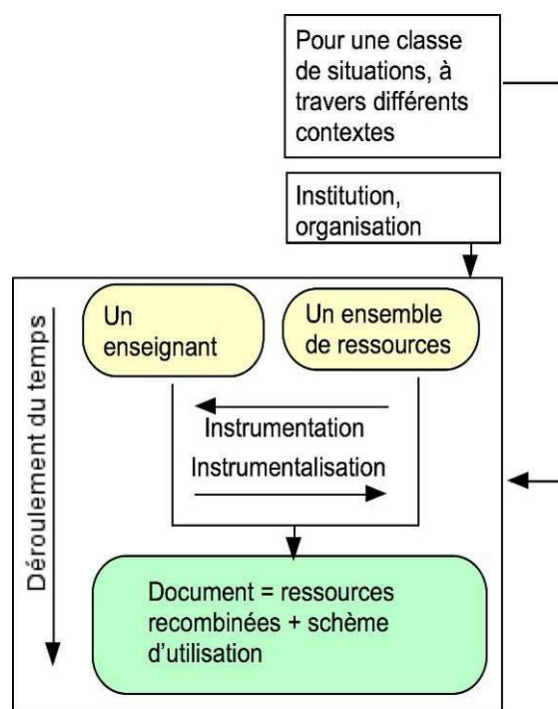 Pour une classe
de situations, à
travers différents
contextes
Institution,
organisation
Déroulement du temps
Un
enseignant
Un ensemble
de ressources
Instrumentation
Instrumentalisation
Document = ressources
recombinées + schème
d'utilisation